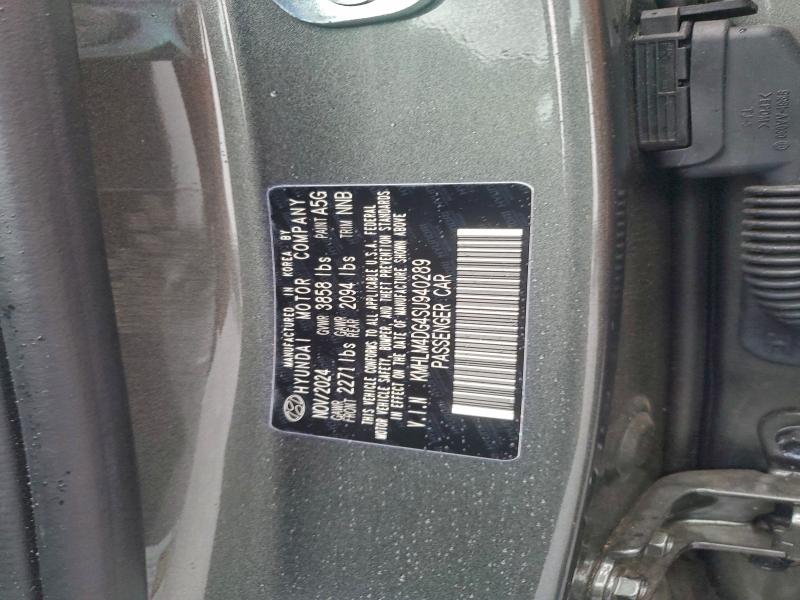 MANUFACTURED IN KOREA BY
HYUNDAI MOTOR COMPANY
NOV/2024 GVWR 3858 lbs PAINT A5G
GAWR FRONT 2271 lbs GAWR REAR 2094 lbs TRIM NNB
THIS VEHICLE CONFORMS TO ALL APPLICABLE U.S.A. FEDERAL
MOTOR VEHICLE SAFETY, BUMPER, AND THEFT PREVENTION STANDARDS
IN EFFECT ON THE DATE OF MANUFACTURE SHOWN ABOVE
V.I.N KMHLM4DG4SU940289
PASSENGER CAR